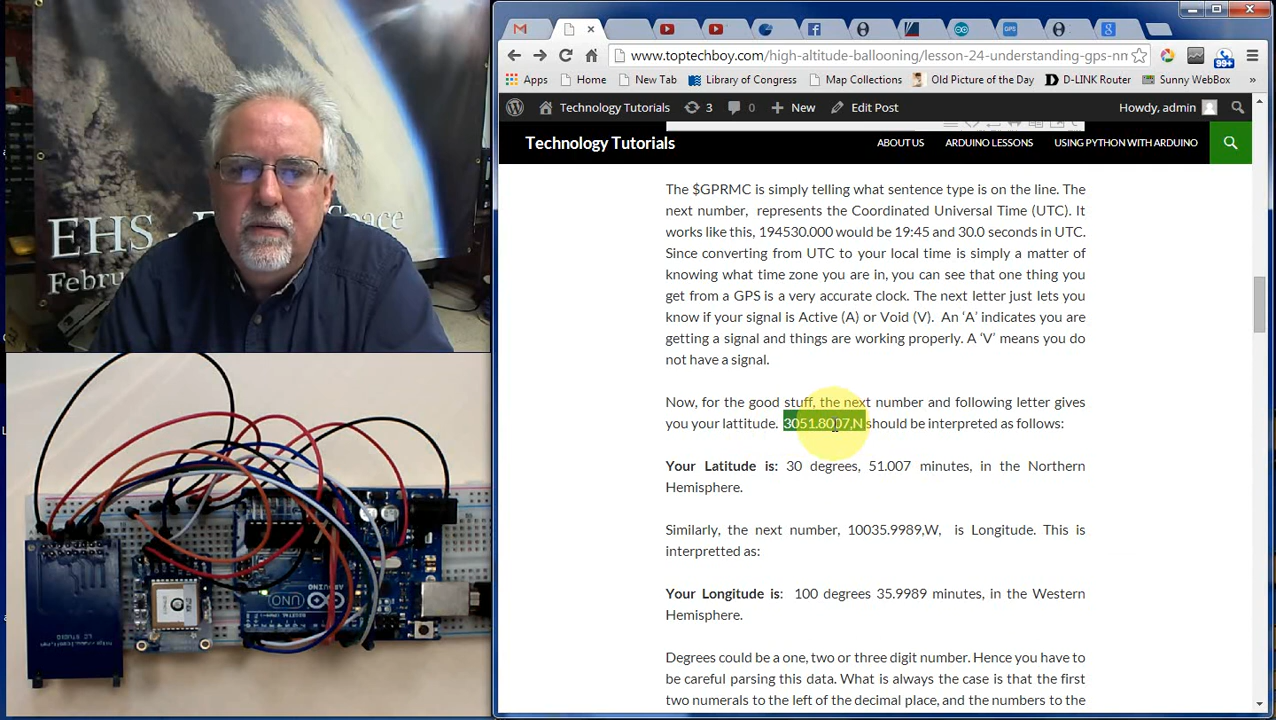 EHS -
Space
Febru
LC STUDIO
UNO
ARDUINO
www.toptechboy.com/high-altitude-ballooning/lesson-24-understanding-gps-nm
99+
Apps Home New Tab Library of Congress Map Collections Old Picture of the Day D-LINK Router Sunny WebBox »
Technology Tutorials 3 0 New Edit Post Howdy, admin
Technology Tutorials ABOUT US ARDUINO LESSONS USING PYTHON WITH ARDUINO
The $GPRMC is simply telling what sentence type is on the line. The
next number, represents the Coordinated Universal Time (UTC). It
works like this, 194530.000 would be 19:45 and 30.0 seconds in UTC.
Since converting from UTC to your local time is simply a matter of
knowing what time zone you are in, you can see that one thing you
get from a GPS is a very accurate clock. The next letter just lets you
know if your signal is Active (A) or Void (V). An ‘A’ indicates you are
getting a signal and things are working properly. A ‘V’ means you do
not have a signal.
Now, for the good stuff, the next number and following letter gives
you your lattitude. 3051.8007,N should be interpreted as follows:
Your Latitude is: 30 degrees, 51.007 minutes, in the Northern
Hemisphere.
Similarly, the next number, 10035.9989,W, is Longitude. This is
interpretted as:
Your Longitude is: 100 degrees 35.9989 minutes, in the Western
Hemisphere.
Degrees could be a one, two or three digit number. Hence you have to
be careful parsing this data. What is always the case is that the first
two numerals to the left of the decimal place, and the numbers to the